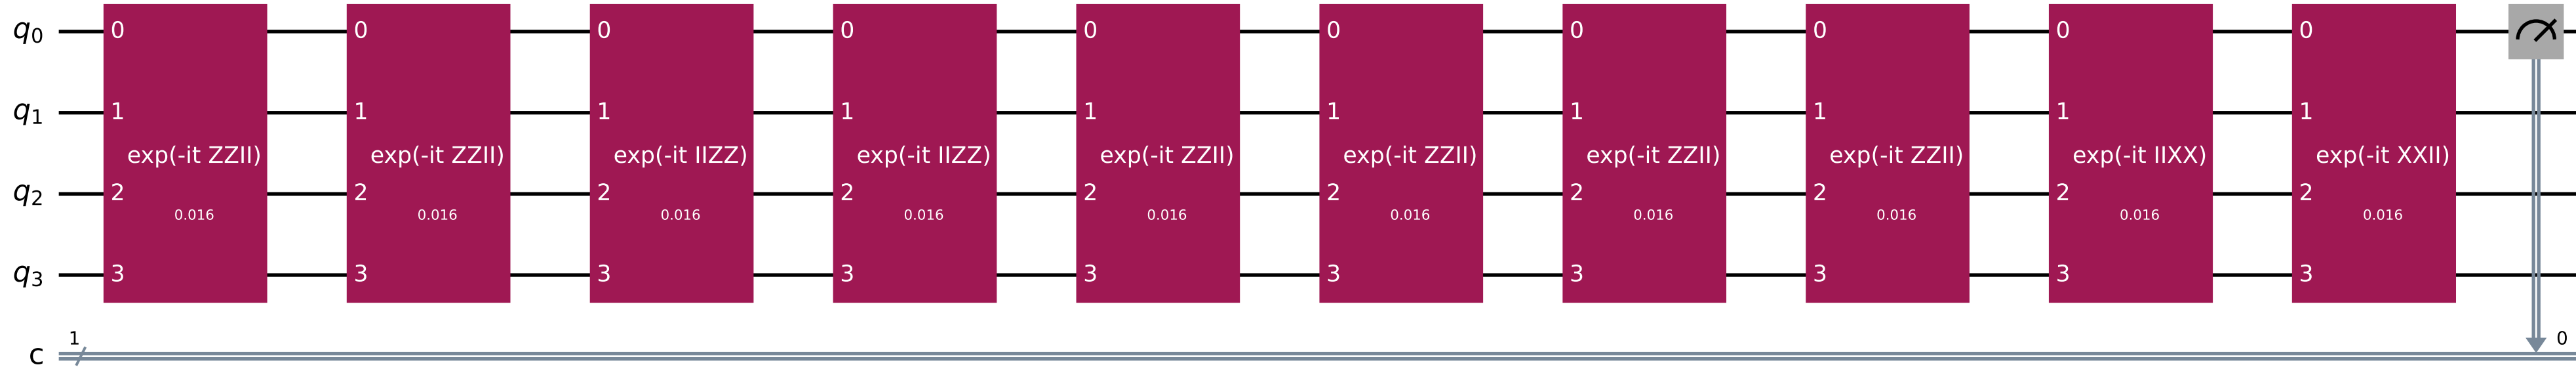 q0 0 0 0 0 0 0 0 0 0 0
q1 1 1 1 1 1 1 1 1 1 1
exp(-it ZZII) exp(-it ZZII) exp(-it IIZZ) exp(-it IIZZ) exp(-it ZZII) exp(-it ZZII) exp(-it ZZII) exp(-it ZZII) exp(-it IIXX) exp(-it XXII)
q2 2 2 2 2 2 2 2 2 2 2
0.016 0.016 0.016 0.016 0.016 0.016 0.016 0.016 0.016 0.016
q3 3 3 3 3 3 3 3 3 3 3
1 0
c